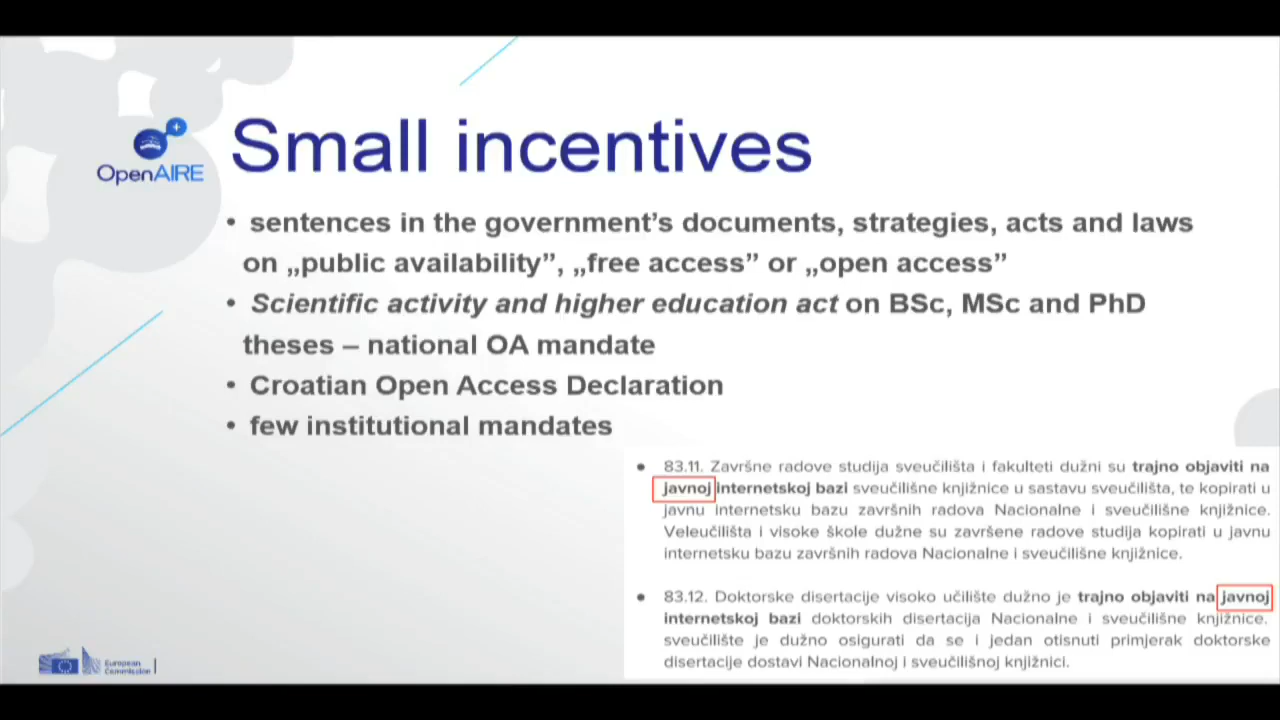 OpenAIRE
Small incentives
• sentences in the government's documents, strategies, acts and laws
on „public availability”, „free access” or „open access”
• Scientific activity and higher education act on BSc, MSc and PhD
theses – national OA mandate
• Croatian Open Access Declaration
• few institutional mandates
• 83.11. Završne radove studija sveučilišta i fakulteti dužni su trajno objaviti na
javnoj internetskoj bazi sveučilišne knjižnice u sastavu sveučilišta, te kopirati u
javnu internetsku bazu završnih radova Nacionalne i sveučilišne knjižnice.
Veleučilišta i visoke škole dužne su završene radove studija kopirati u javnu
internetsku bazu završnih radova Nacionalne i sveučilišne knjižnice.
• 83.12. Doktorske disertacije visoko učilište dužno je trajno objaviti na javnoj
internetskoj bazi doktorskih disertacija Nacionalne i sveučilišne knjižnice.
sveučilište je dužno osigurati da se i jedan otisnuti primjerak doktorske
disertacije dostavi Nacionalnoj i sveučilišnoj knjižnici.
European
Commission